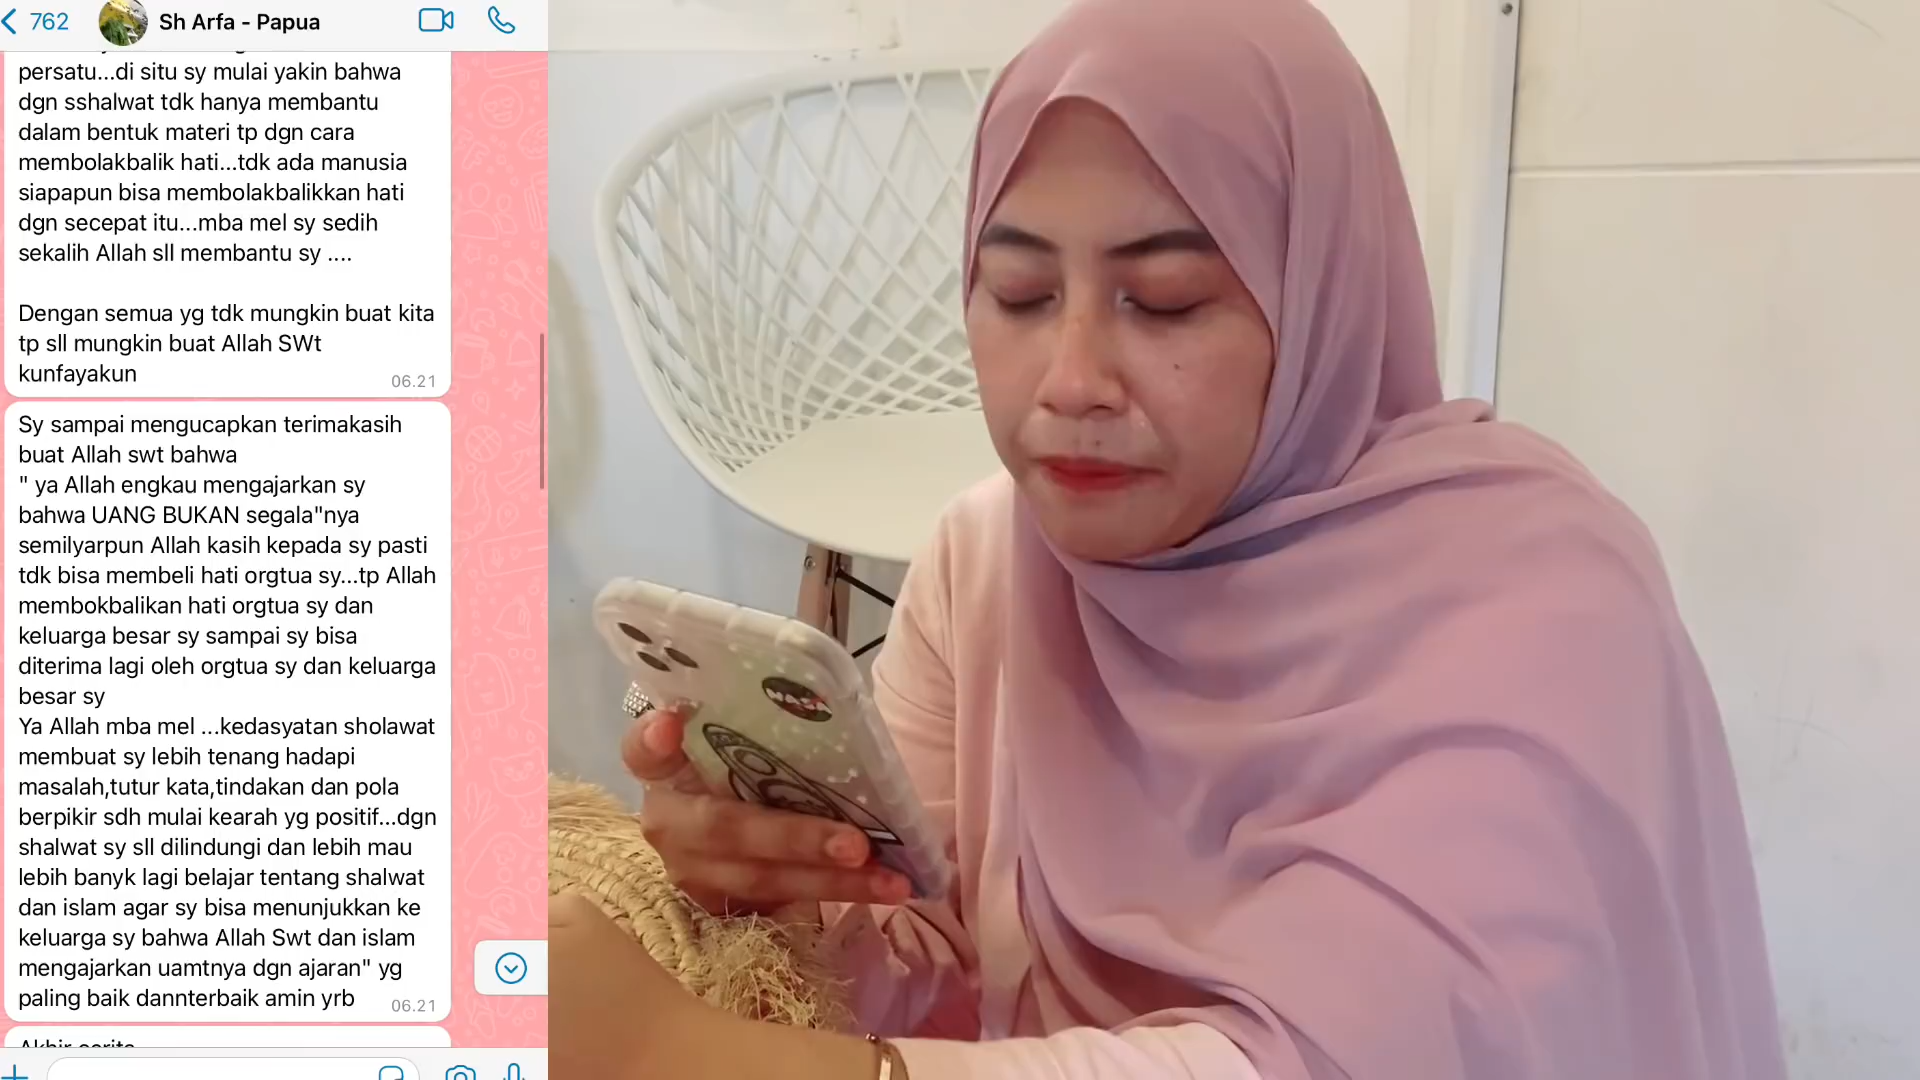 762
Sh Arfa - Papua
persatu...di situ sy mulai yakin bahwa
dgn sshalwat tdk hanya membantu
dalam bentuk materi tp dgn cara
membolakbalik hati...tdk ada manusia
siapapun bisa membolakbalikkan hati
dgn secepat itu...mba mel sy sedih
sekalih Allah sll membantu sy ....
Dengan semua yg tdk mungkin buat kita
tp sll mungkin buat Allah SWt
kunfayakun
06.21
Sy sampai mengucapkan terimakasih
buat Allah swt bahwa
" ya Allah engkau mengajarkan sy
bahwa UANG BUKAN segala"nya
semilyarpun Allah kasih kepada sy pasti
tdk bisa membeli hati orgtua sy...tp Allah
membokbalikan hati orgtua sy dan
keluarga besar sy sampai sy bisa
diterima lagi oleh orgtua sy dan keluarga
besar sy
Ya Allah mba mel ...kedasyatan sholawat
membuat sy lebih tenang hadapi
masalah,tutur kata,tindakan dan pola
berpikir sdh mulai kearah yg positif...dgn
shalwat sy sll dilindungi dan lebih mau
lebih banyk lagi belajar tentang shalwat
dan islam agar sy bisa menunjukkan ke
keluarga sy bahwa Allah Swt dan islam
mengajarkan uamtnya dgn ajaran" yg
paling baik dannterbaik amin yrb
06.21
Akhir cerita